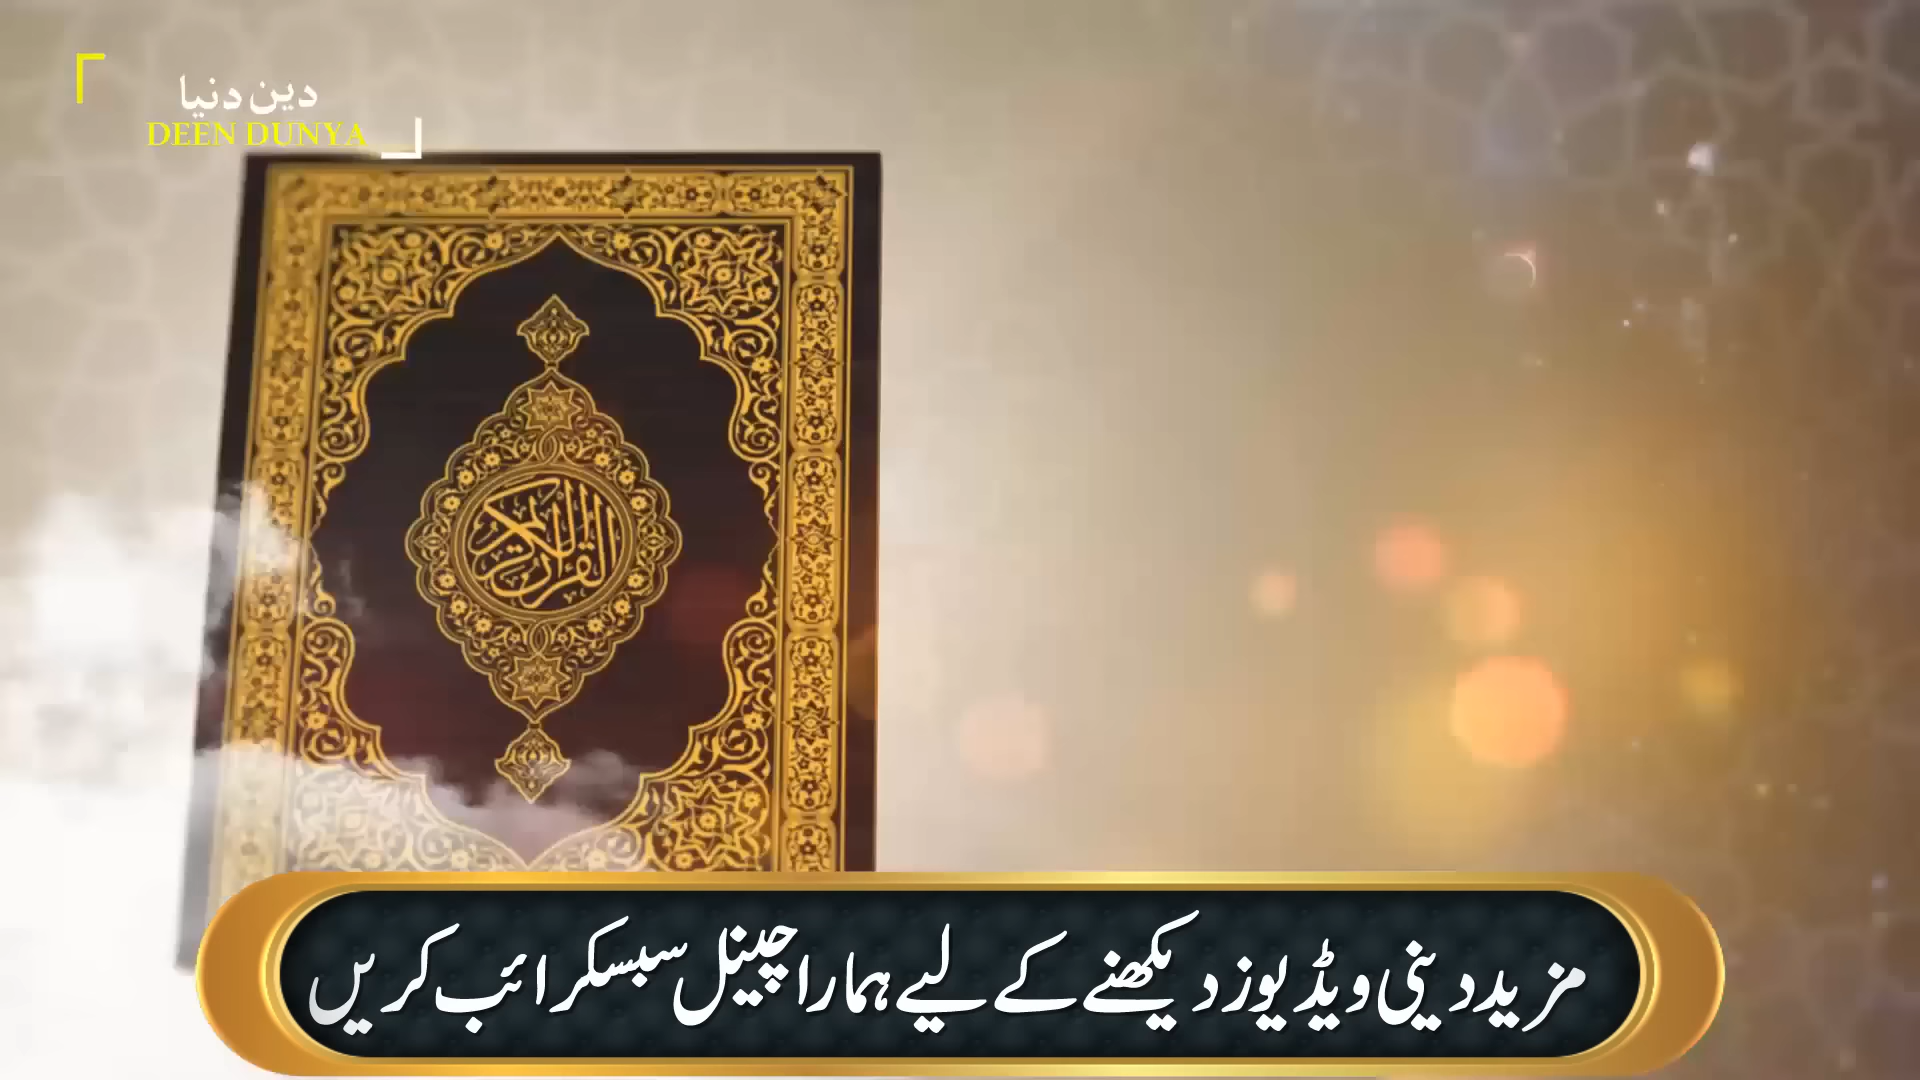 دین دنیا
DEEN DUNYA
القرآن الكريم
مزید دینی ویڈیوز دیکھنے کے لیے ہمارا چینل سبسکرائب کریں